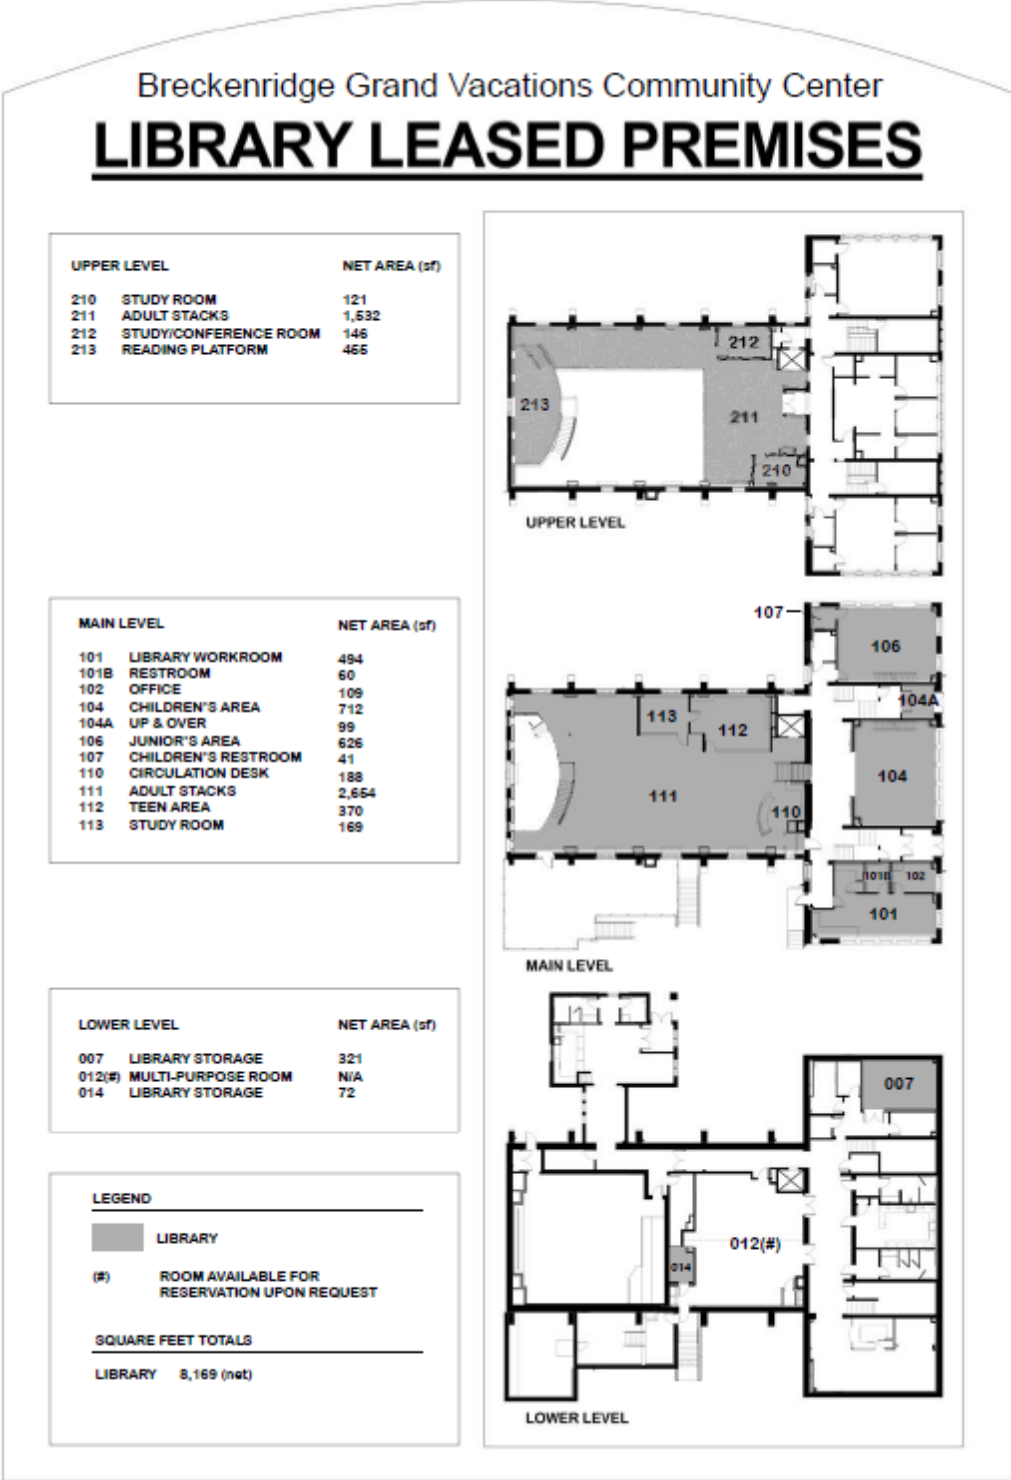 Breckenridge Grand Vacations Community Center
LIBRARY LEASED PREMISES
UPPER LEVEL NET AREA (sf)
210 STUDY ROOM 121
211 ADULT STACKS 1,532
212 STUDY/CONFERENCE ROOM 146
213 READING PLATFORM 455
212
213
211
210
UPPER LEVEL
MAIN LEVEL NET AREA (sf)
101 LIBRARY WORKROOM 494
101B RESTROOM 60
102 OFFICE 109
104 CHILDREN'S AREA 712
104A UP & OVER 99
106 JUNIOR'S AREA 626
107 CHILDREN'S RESTROOM 41
110 CIRCULATION DESK 188
111 ADULT STACKS 2,654
112 TEEN AREA 370
113 STUDY ROOM 169
107
106
104A
113
112
104
111
110
101B 102
101
MAIN LEVEL
LOWER LEVEL NET AREA (sf)
007 LIBRARY STORAGE 321
012(#) MULTI-PURPOSE ROOM N/A
014 LIBRARY STORAGE 72
007
012(#)
014
LOWER LEVEL
LEGEND
LIBRARY
(#) ROOM AVAILABLE FOR
RESERVATION UPON REQUEST
SQUARE FEET TOTALS
LIBRARY 8,169 (net)